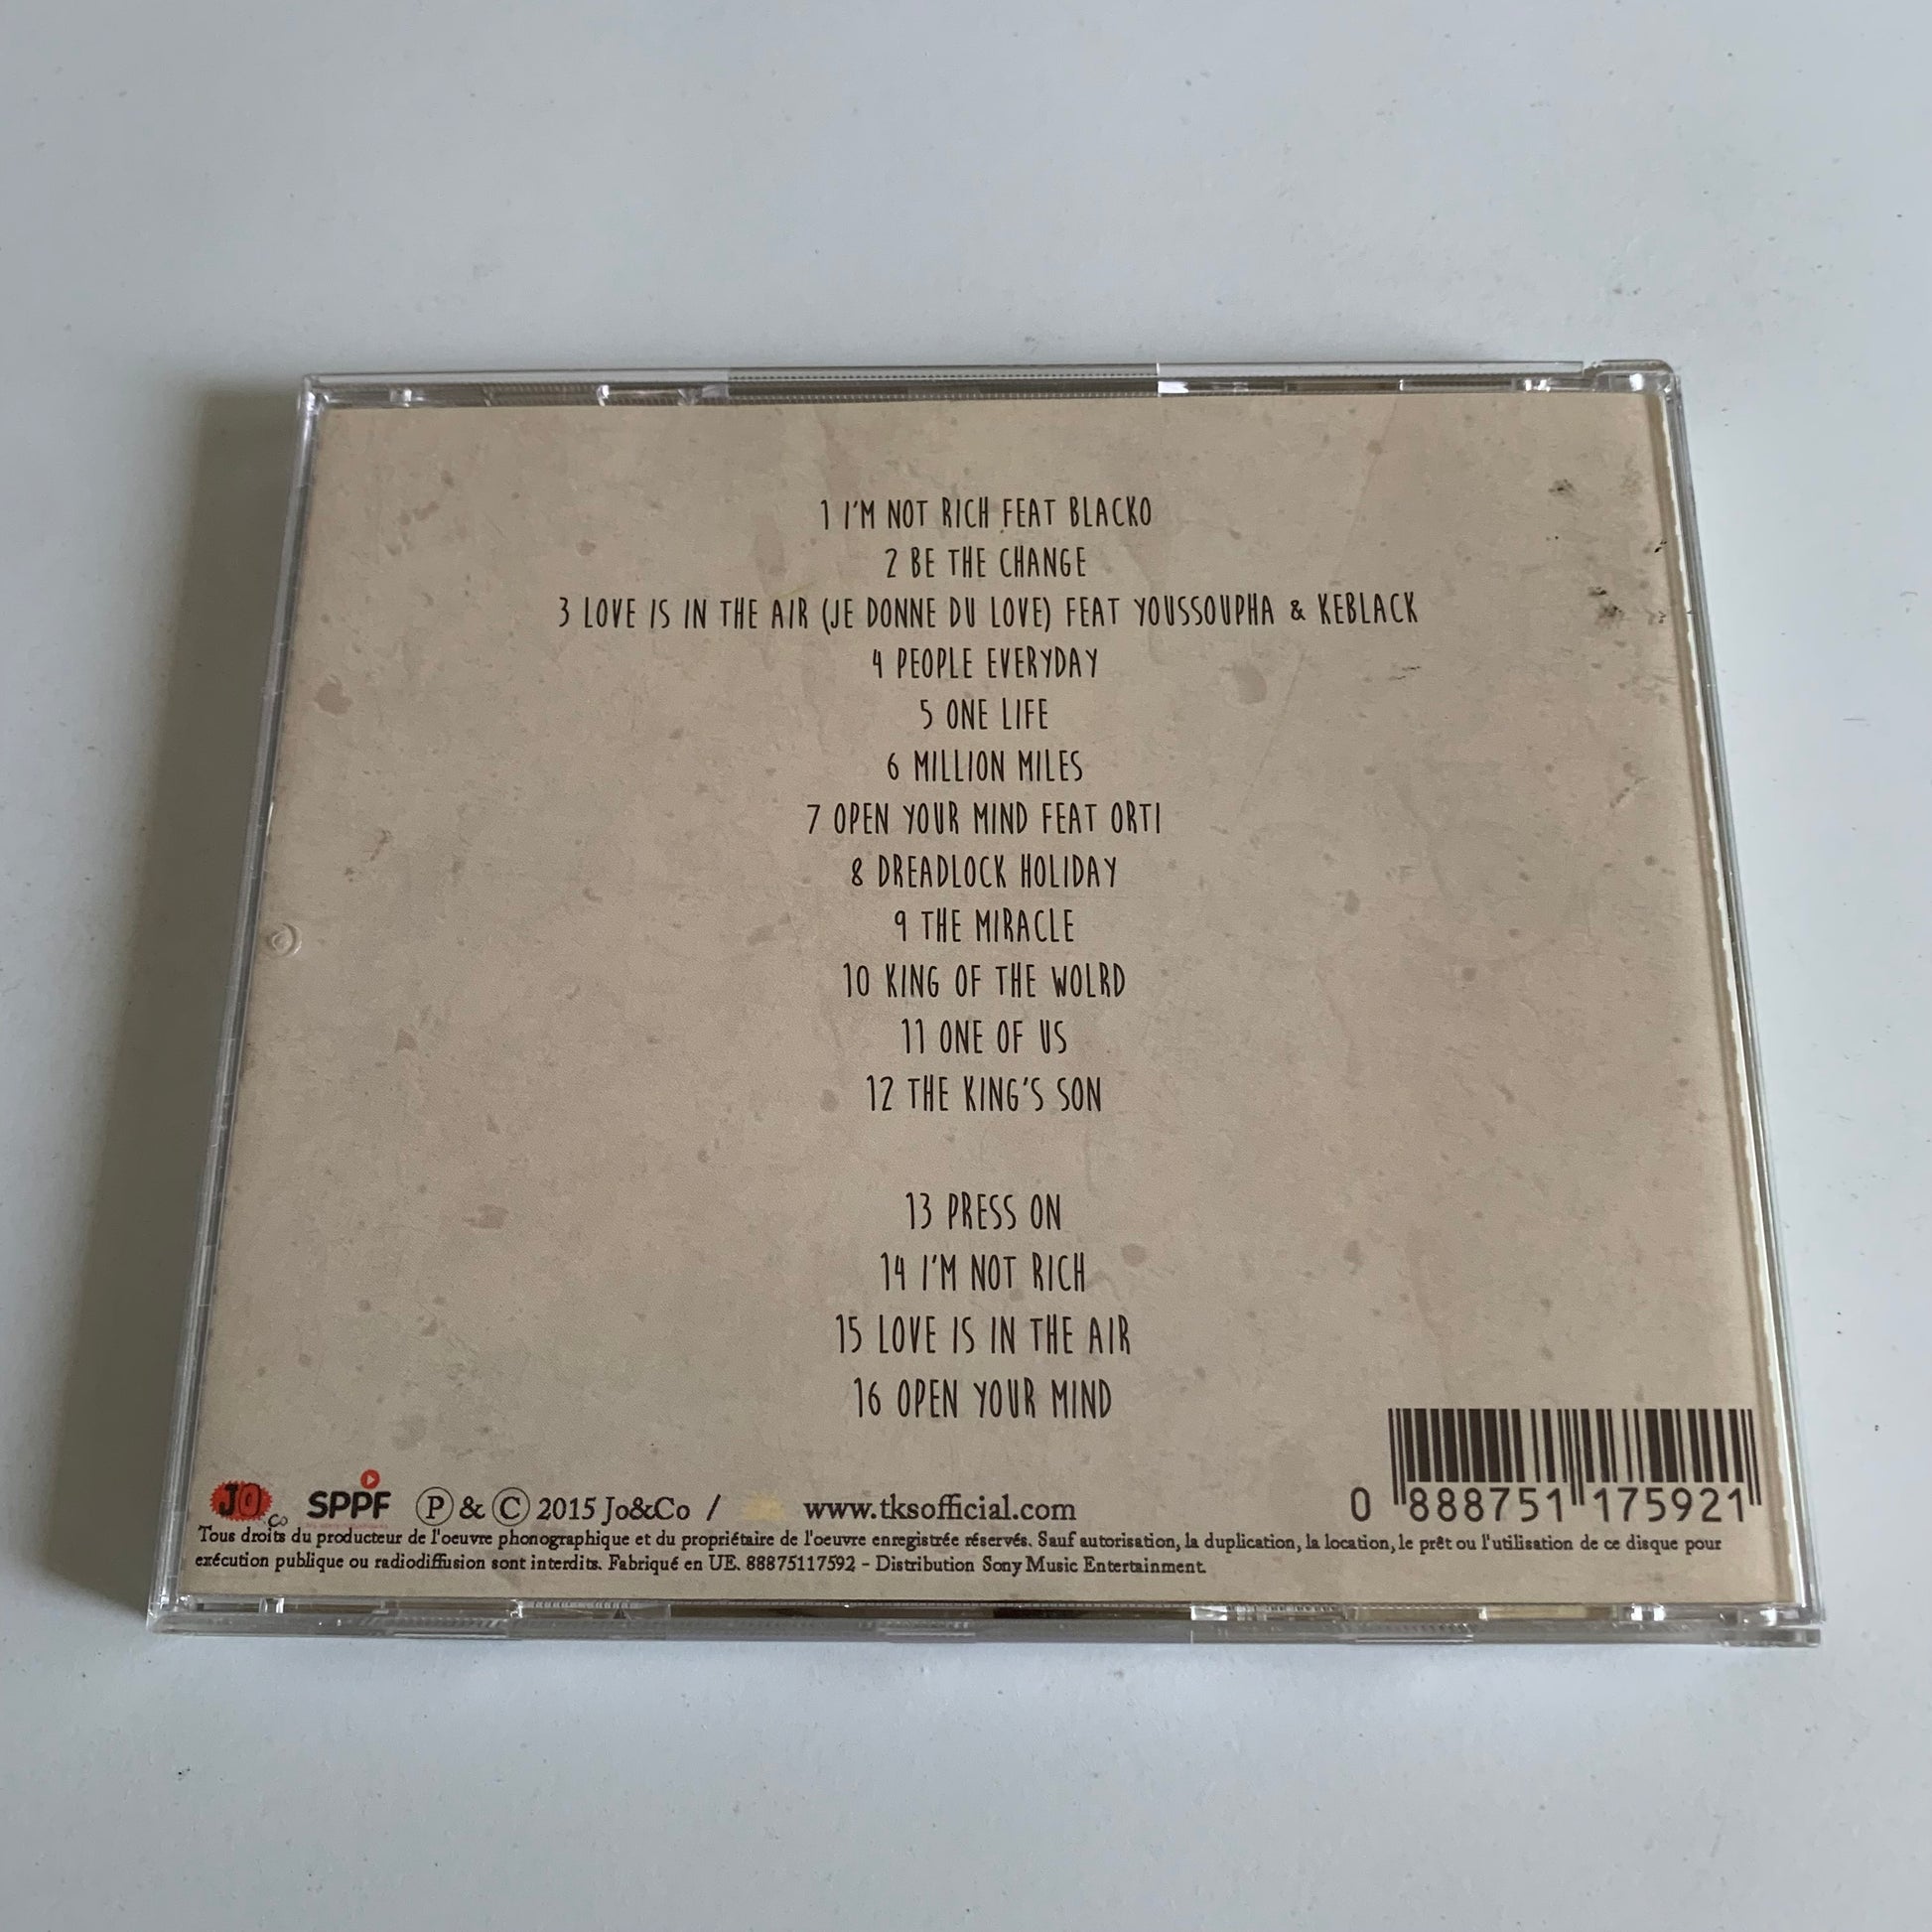 1 I'M NOT RICH FEAT BLACKO
2 BE THE CHANGE
3 LOVE IS IN THE AIR (JE DONNE DU LOVE) FEAT YOUSSOUPHA & KEBLACK
4 PEOPLE EVERYDAY
5 ONE LIFE
6 MILLION MILES
7 OPEN YOUR MIND FEAT ORTI
8 DREADLOCK HOLIDAY
9 THE MIRACLE
10 KING OF THE WOLRD
11 ONE OF US
12 THE KING'S SON
13 PRESS ON
14 I'M NOT RICH
15 LOVE IS IN THE AIR
16 OPEN YOUR MIND
JO & Co SPPF Ⓟ & Ⓒ 2015 Jo&Co / www.tksofficial.com
0 888751 175921
Tous droits du producteur de l'oeuvre phonographique et du propriétaire de l'oeuvre enregistrée réservés. Sauf autorisation, la duplication, la location, le prêt ou l'utilisation de ce disque pour
exécution publique ou radiodiffusion sont interdits. Fabriqué en UE. 88875117592 - Distribution Sony Music Entertainment.